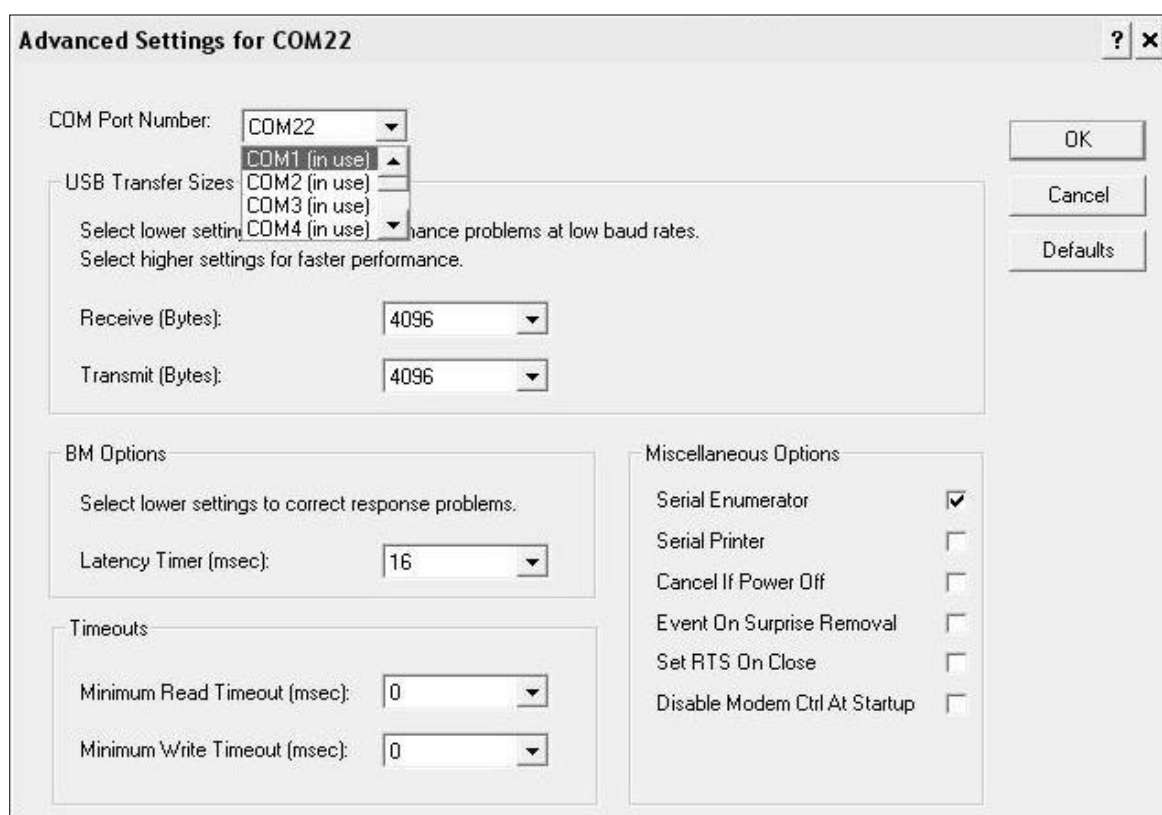 Advanced Settings for COM22
? ×
COM Port Number:
COM22
COM1 (in use)
COM2 (in use)
COM3 (in use)
COM4 (in use)
OK
Cancel
Defaults
USB Transfer Sizes
Select lower settin
ance problems at low baud rates.
Select higher settings for faster performance.
Receive (Bytes):
4096
Transmit (Bytes):
4096
BM Options
Select lower settings to correct response problems.
Latency Timer (msec):
16
Timeouts
Minimum Read Timeout (msec):
0
Minimum Write Timeout (msec):
0
Miscellaneous Options
Serial Enumerator
Serial Printer
Cancel If Power Off
Event On Surprise Removal
Set RTS On Close
Disable Modem Ctrl At Startup